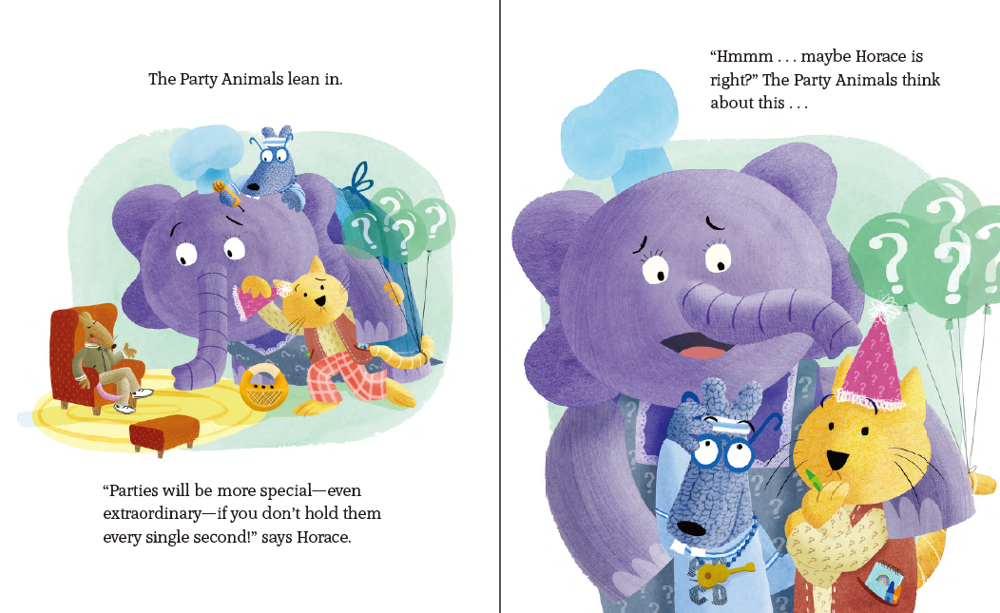 The Party Animals lean in.
“Parties will be more special—even
extraordinary—if you don’t hold them
every single second!” says Horace.
“Hmmm . . . maybe Horace is
right?” The Party Animals think
about this . . .
?
?
?
?
?
?
CD